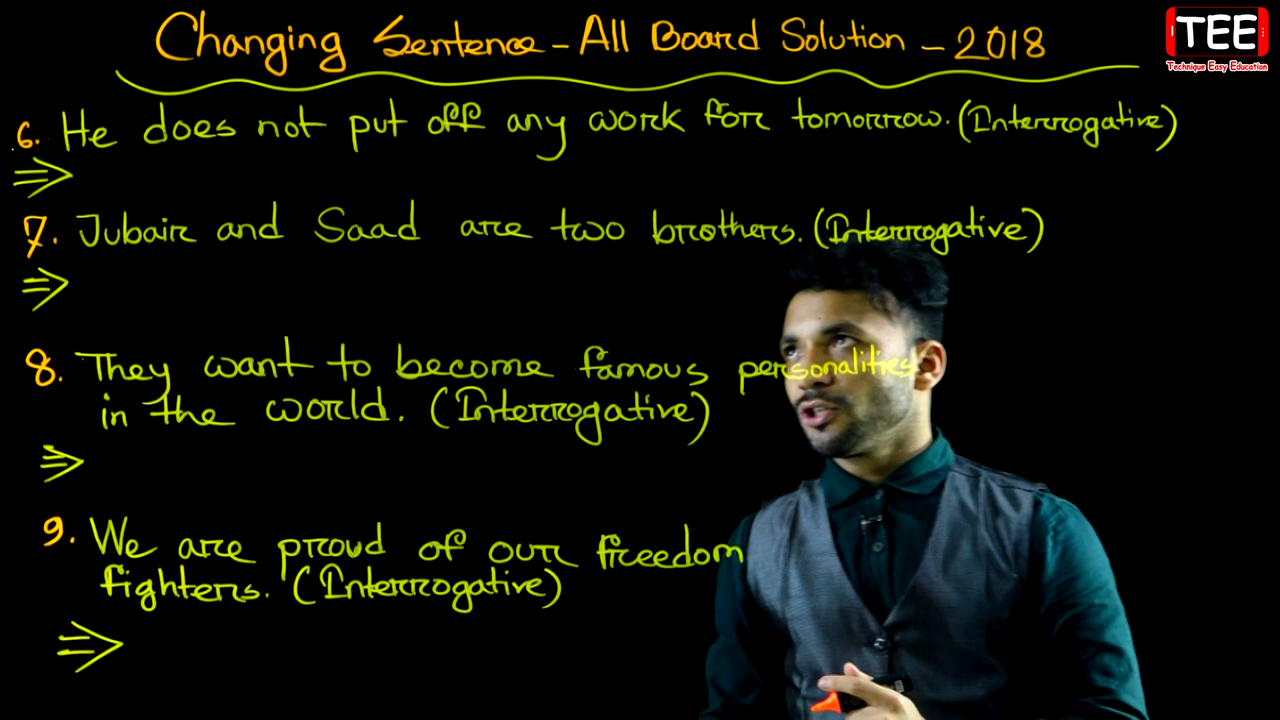 Changing Sentence - All Board Solution - 2018
TEE
Technique Easy Education
6. He does not put off any work for tomorrow. (Interrogative)
⇒
7. Jubair and Saad are two brothers. (Interrogative)
⇒
8. They want to become famous personalities
in the world. (Interrogative)
⇒
9. We are proud of our freedom
fighters. (Interrogative)
⇒